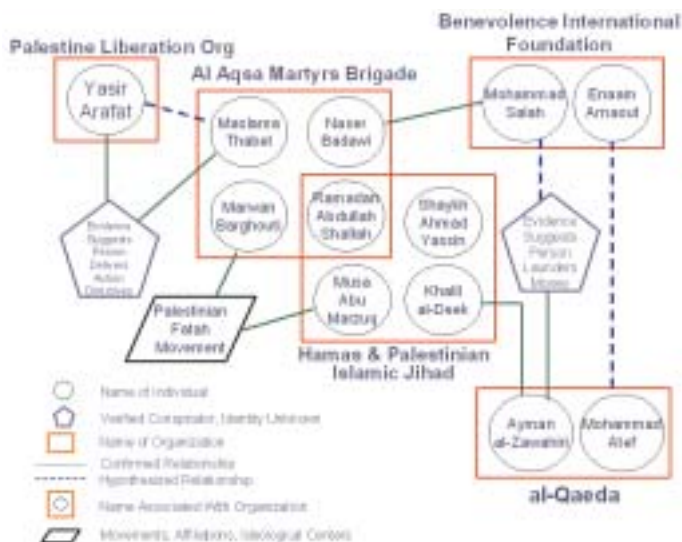 Benevolence International
Foundation
Palestine Liberation Org
Al Aqsa Martyrs Brigade
Yasir
Arafat
Thabet
Naser
Badawi
Mohammad
Salah
Enaam
Arnaout
Marwan
Barghouti
Ramadan
Abdullah
Shallah
Shaykh
Ahmad
Yassin
Evidence
Suggests
Person
Delivers
Action
Directives
Evidence
Suggests
Person
Launders
Money
Palestinian
Fatah
Movement
Musa
Abu
Marzuq
Khalil
al-Deek
Hamas & Palestinian
Islamic Jihad
Name of Individual
Verified Conspirator, Identity Unknown
Name of Organization
Confirmed Relationship
Hypothesized Relationship
Name Associated With Organization
Movements, Affiliations, Ideological Centers
Ayman
al-Zawahiri
Mohammad
Atef
al-Qaeda